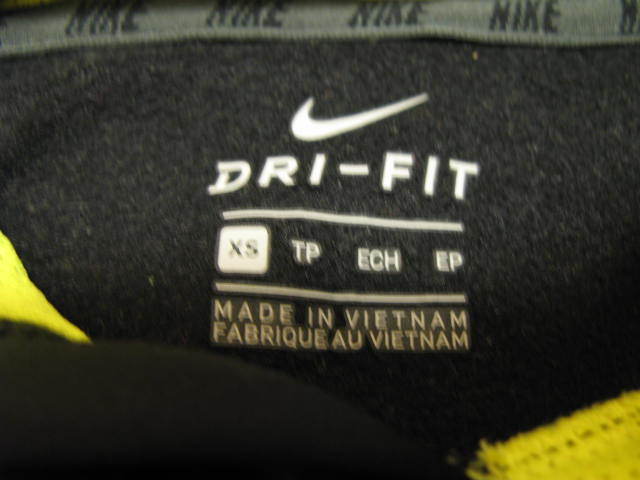 NIKE NIKE NIKE NIKE
DRI-FIT
XS TP ECH EP
MADE IN VIETNAM
FABRIQUE AU VIETNAM